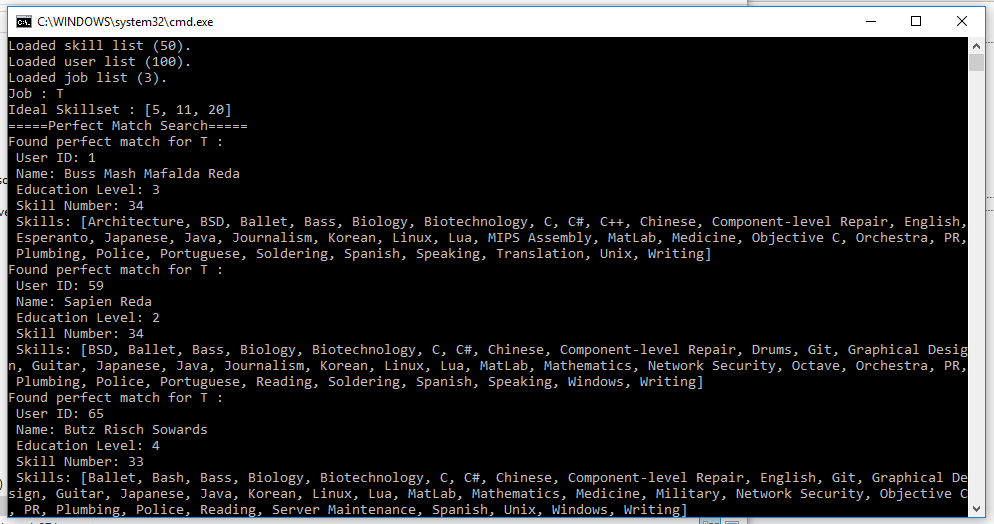 C:\WINDOWS\system32\cmd.exe
Loaded skill list (50).
Loaded user list (100).
Loaded job list (3).
Job : T
Ideal Skillset : [5, 11, 20]
=====Perfect Match Search=====
Found perfect match for T :
 User ID: 1
 Name: Buss Mash Mafalda Reda
 Education Level: 3
 Skill Number: 34
 Skills: [Architecture, BSD, Ballet, Bass, Biology, Biotechnology, C, C#, C++, Chinese, Component-level Repair, English,
 Esperanto, Japanese, Java, Journalism, Korean, Linux, Lua, MIPS Assembly, MatLab, Medicine, Objective C, Orchestra, PR,
 Plumbing, Police, Portuguese, Soldering, Spanish, Speaking, Translation, Unix, Writing]
Found perfect match for T :
 User ID: 59
 Name: Sapien Reda
 Education Level: 2
 Skill Number: 34
 Skills: [BSD, Ballet, Bass, Biology, Biotechnology, C, C#, Chinese, Component-level Repair, Drums, Git, Graphical Desig
n, Guitar, Japanese, Java, Journalism, Korean, Linux, Lua, MatLab, Mathematics, Network Security, Octave, Orchestra, PR,
 Plumbing, Police, Portuguese, Reading, Soldering, Spanish, Speaking, Windows, Writing]
Found perfect match for T :
 User ID: 65
 Name: Butz Risch Sowards
 Education Level: 4
 Skill Number: 33
 Skills: [Ballet, Bash, Bass, Biology, Biotechnology, C, C#, Chinese, Component-level Repair, English, Git, Graphical De
sign, Guitar, Japanese, Java, Korean, Linux, Lua, MatLab, Mathematics, Medicine, Military, Network Security, Objective C
, PR, Plumbing, Police, Reading, Server Maintenance, Spanish, Unix, Windows, Writing]